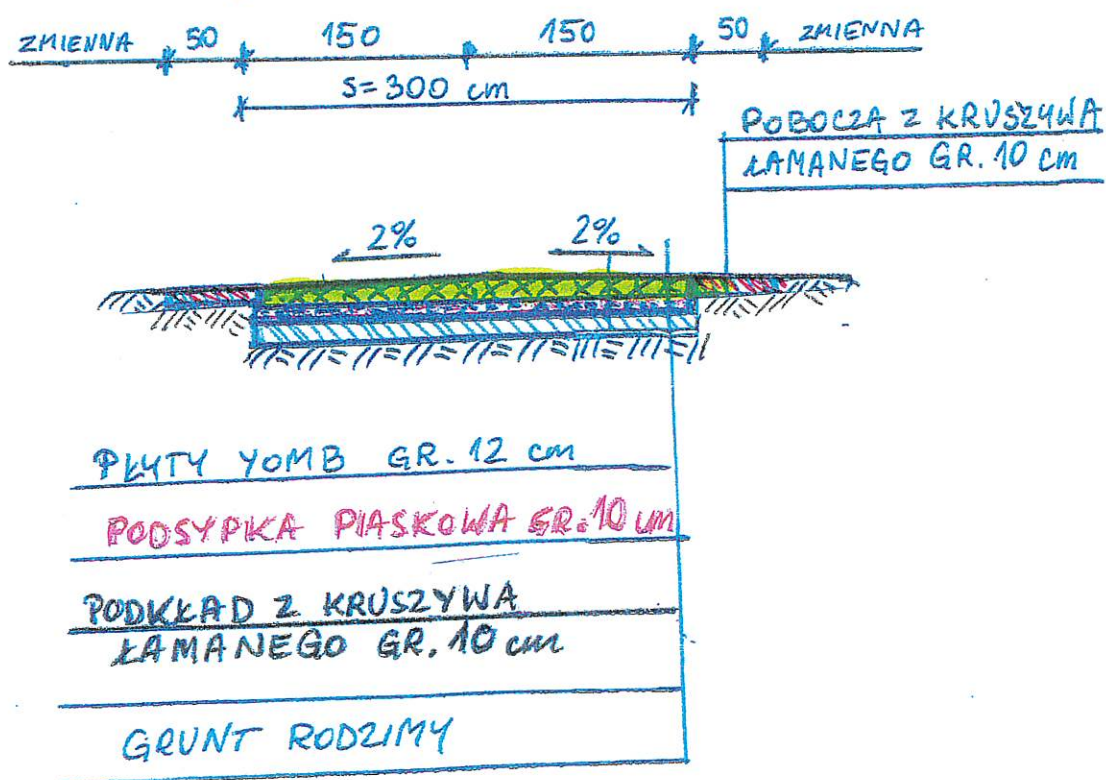 ZMIENNA 50 150 150 50 ZMIENNA
S=300 cm
POBOCZA Z KRUSZYWA
ŁAMANEGO GR. 10 cm
2% 2%
PŁYTY YOMB GR. 12 cm
PODSYPKA PIASKOWA GR. 10 cm
PODKŁAD Z KRUSZYWA
ŁAMANEGO GR. 10 cm
GRUNT RODZIMY